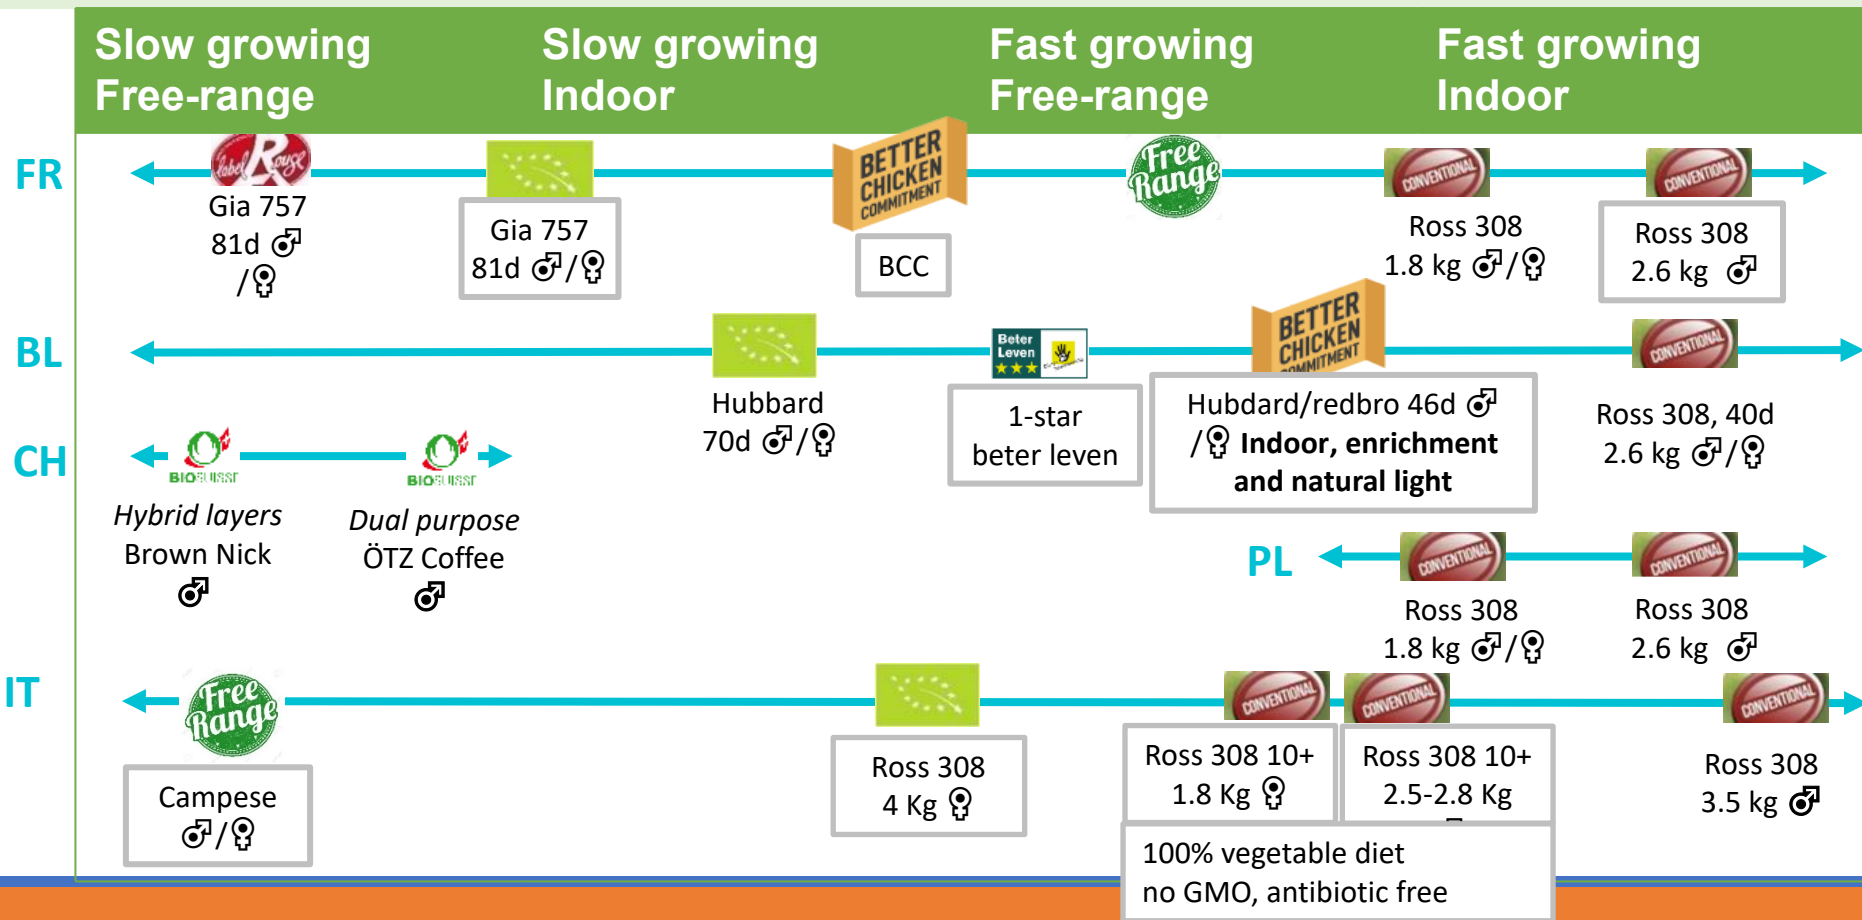 Slow growing
Free-range
Slow growing
Indoor
Fast growing
Free-range
Fast growing
Indoor
FR
label Rouge
BETTER
CHICKEN
COMMITMENT
Free
Range
CONVENTIONAL
CONVENTIONAL
Gia 757
81d ♂
/♀
Gia 757
81d ♂/♀
BCC
Ross 308
1.8 kg ♂/♀
Ross 308
2.6 kg ♂
BL
Beter
Leven
BETTER
CHICKEN
COMMITMENT
CONVENTIONAL
Hubbard
70d ♂/♀
1-star
beter leven
Hubdard/redbro 46d ♂
/♀ Indoor, enrichment
and natural light
Ross 308, 40d
2.6 kg ♂/♀
CH
BIOSUISSE
BIOSUISSE
Hybrid layers
Brown Nick
♂
Dual purpose
ÖTZ Coffee
♂
PL
CONVENTIONAL
CONVENTIONAL
Ross 308
1.8 kg ♂/♀
Ross 308
2.6 kg ♂
IT
Free
Range
CONVENTIONAL
CONVENTIONAL
CONVENTIONAL
Campese
♂/♀
Ross 308
4 Kg ♀
Ross 308 10+
1.8 Kg ♀
Ross 308 10+
2.5-2.8 Kg
Ross 308
3.5 kg ♂
100% vegetable diet
no GMO, antibiotic free